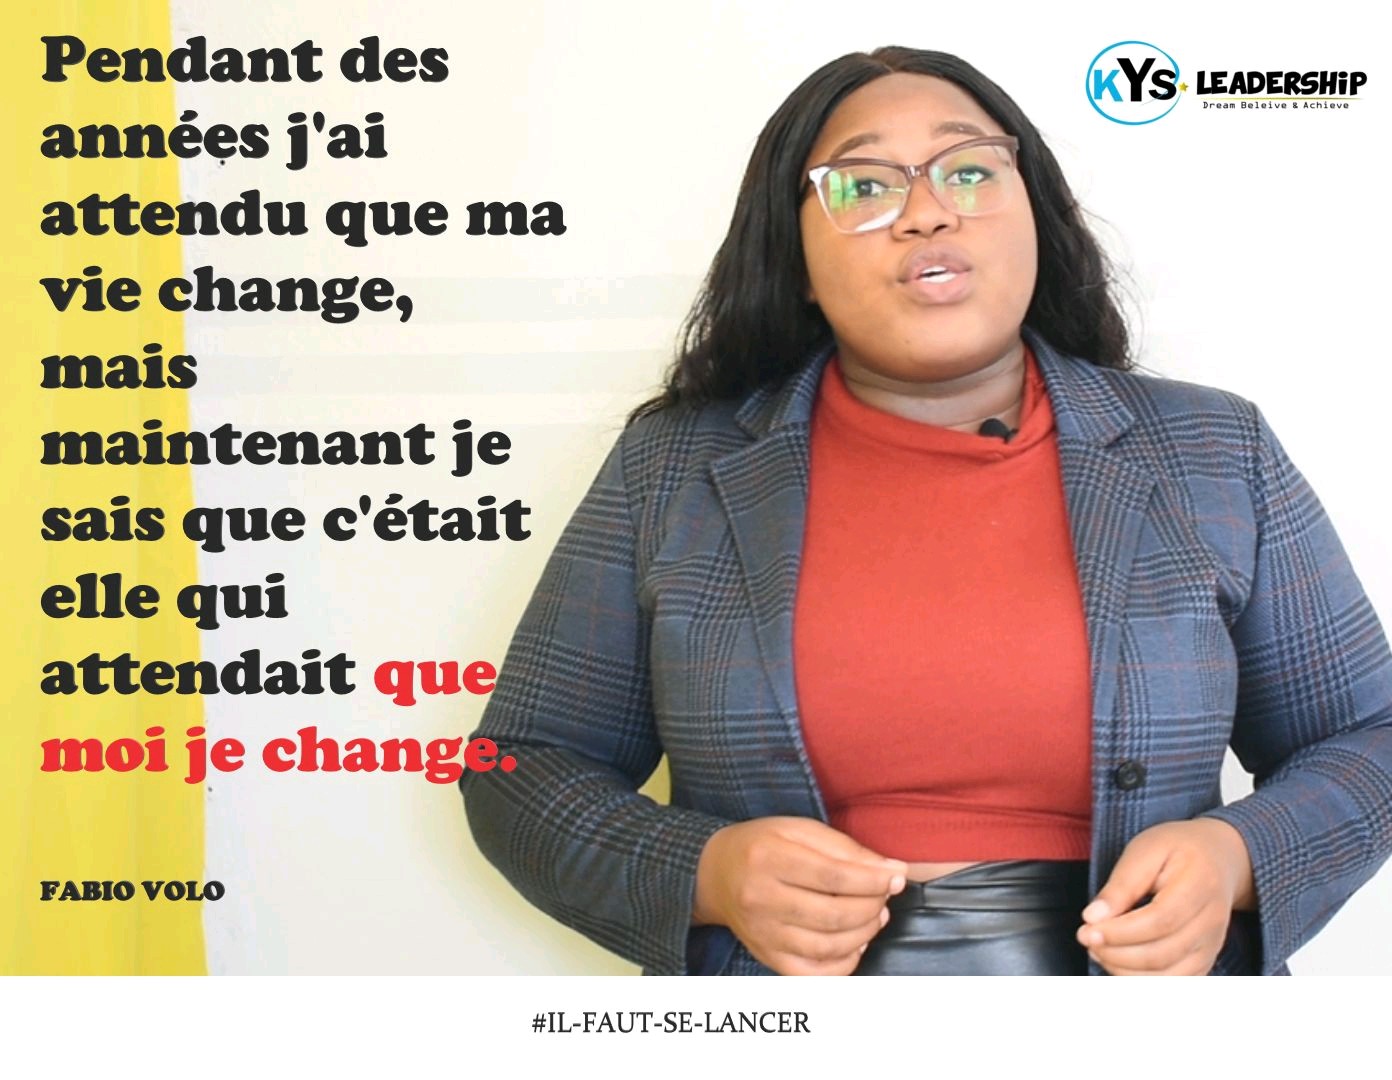 Pendant des
années j'ai
attendu que ma
vie change,
mais
maintenant je
sais que c'était
elle qui
attendait que
moi je change.
FABIO VOLO
KYS LEADERSHiP
Dream Beleive & Achieve
#IL-FAUT-SE-LANCER